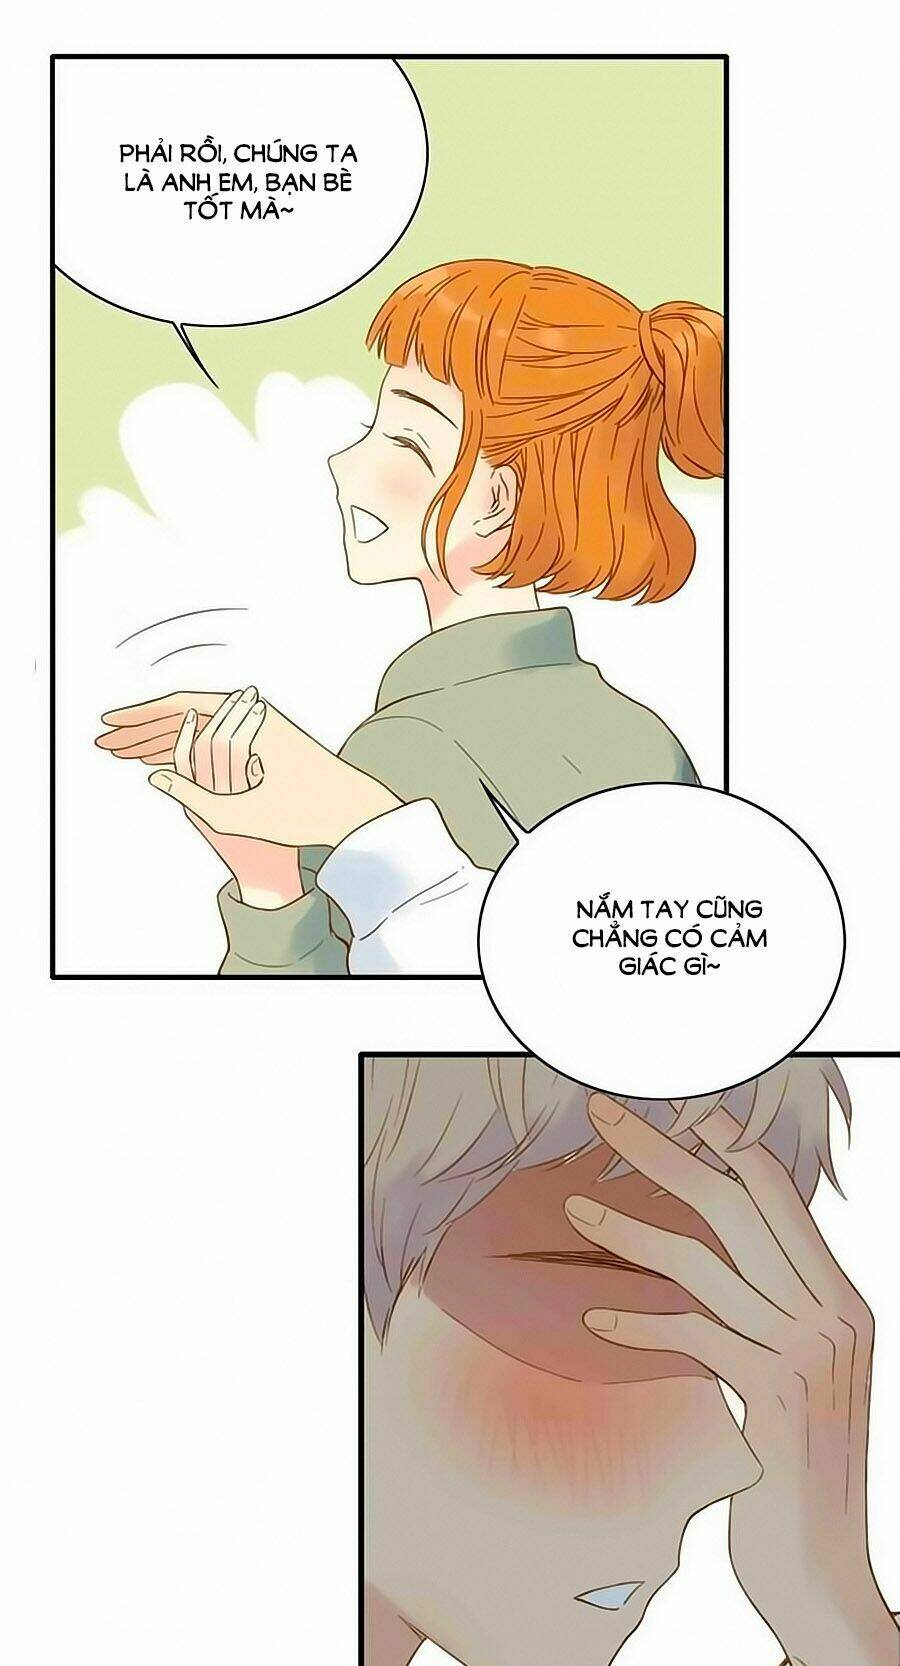 PHẢI RỒI, CHÚNG TA
LÀ ANH EM, BẠN BÈ
TỐT MÀ~
NẮM TAY CŨNG
CHẲNG CÓ CẢM
GIÁC GÌ~